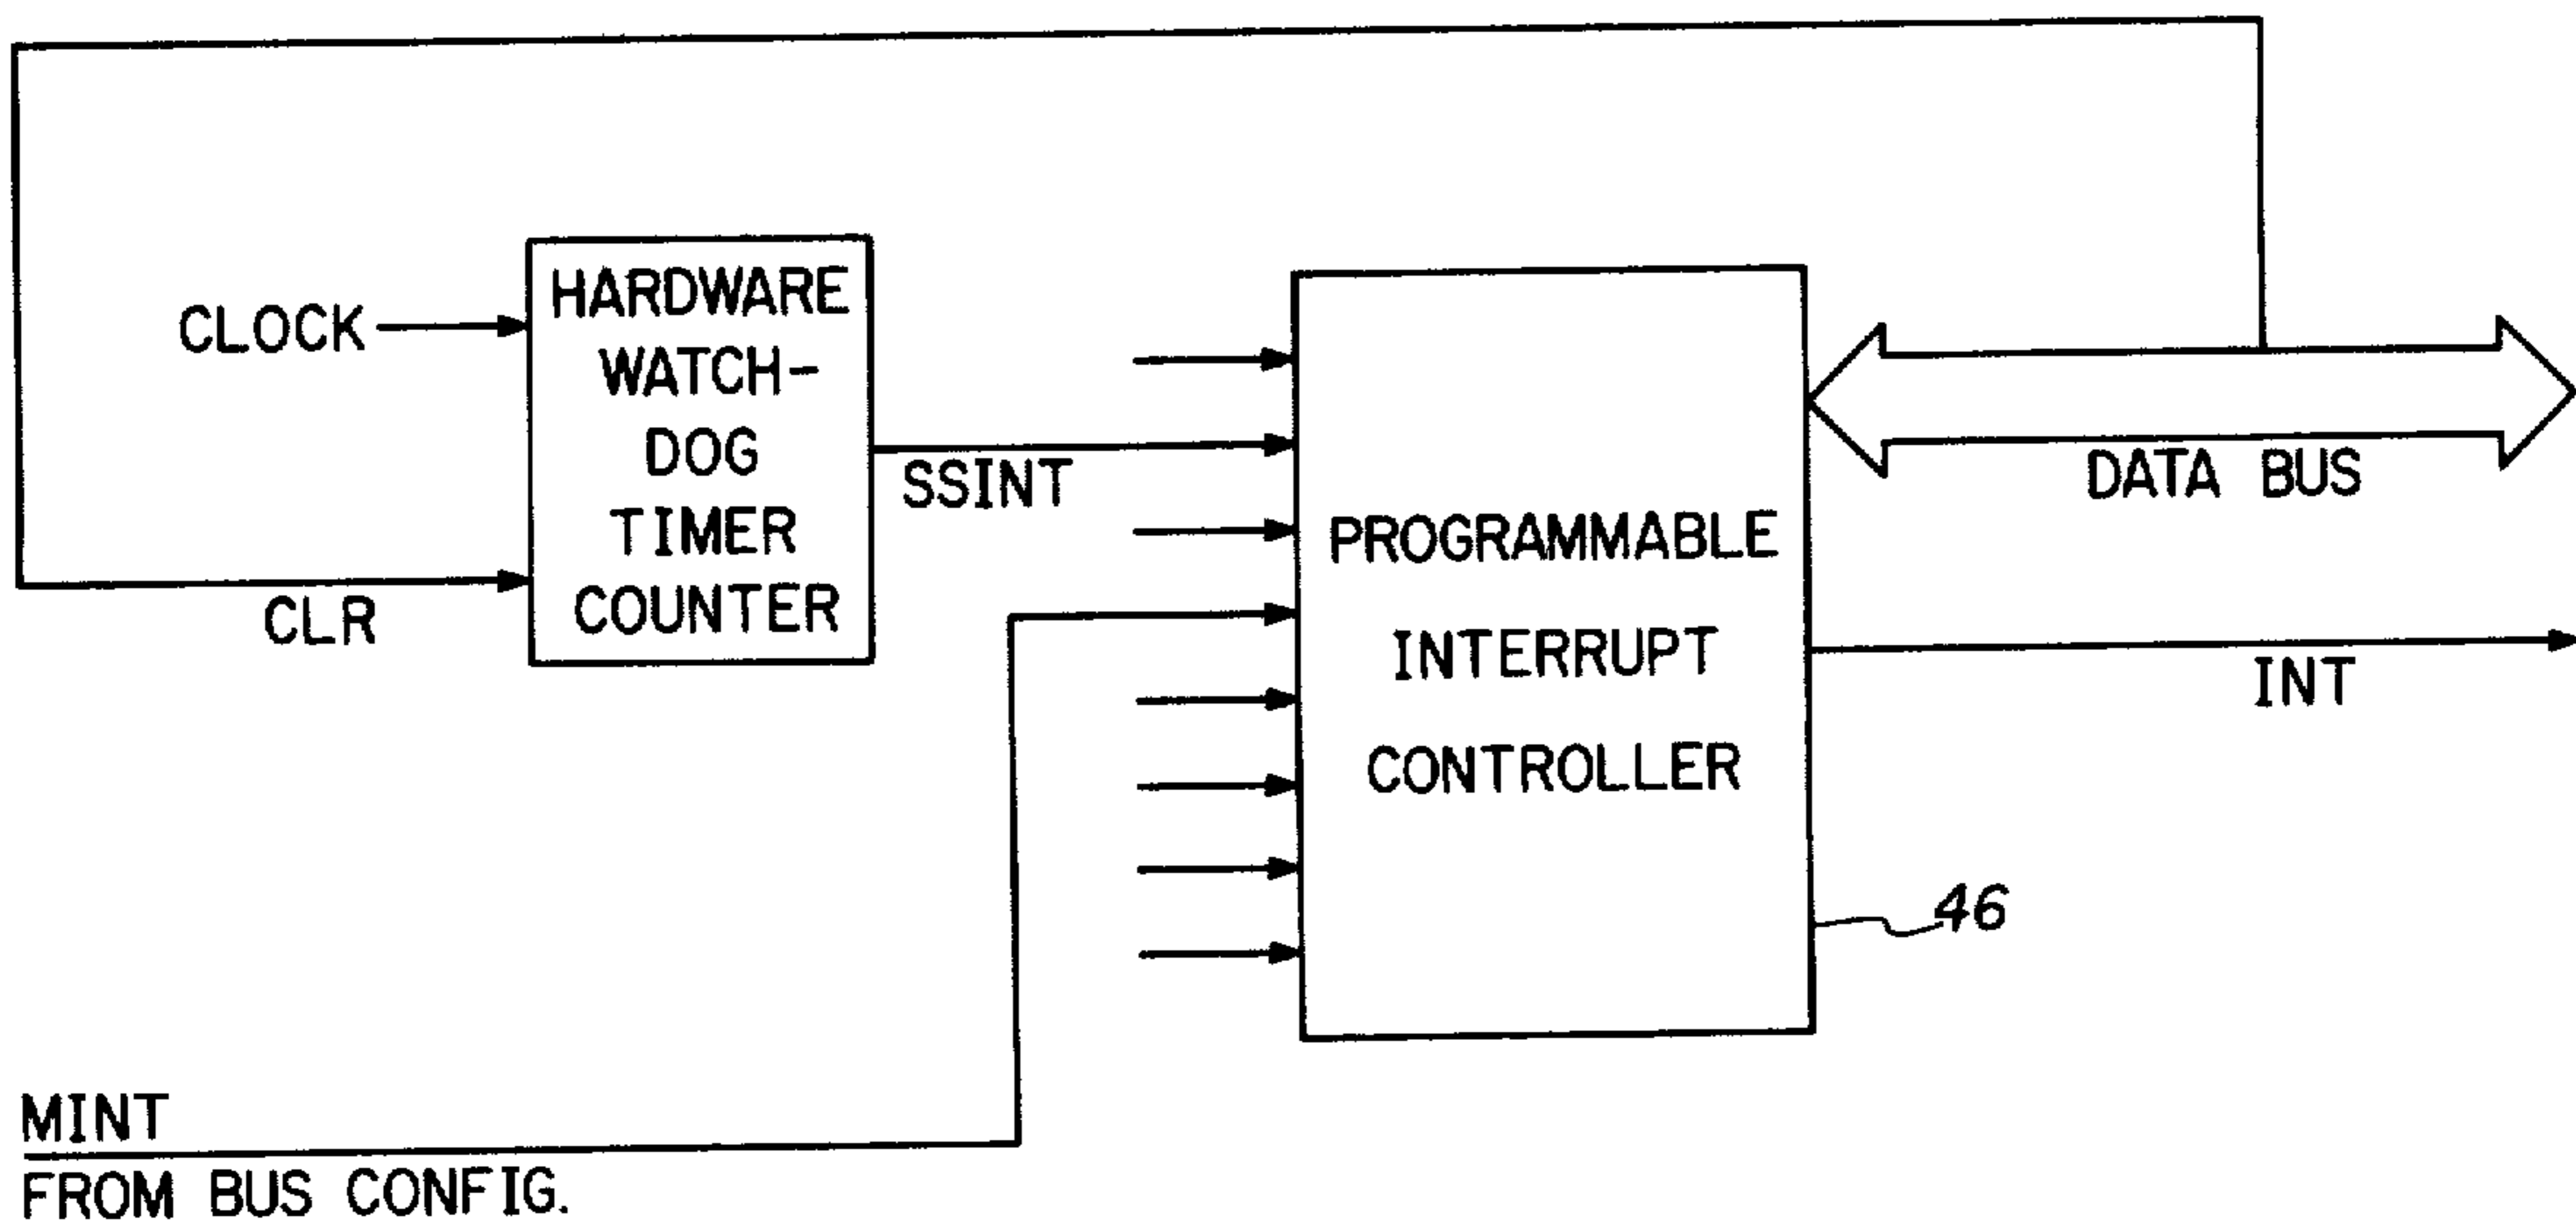 CLOCK
HARDWARE
WATCH-
DOG
TIMER
COUNTER
CLR
SSINT
PROGRAMMABLE
INTERRUPT
CONTROLLER
DATA BUS
INT
46
MINT
FROM BUS CONFIG.